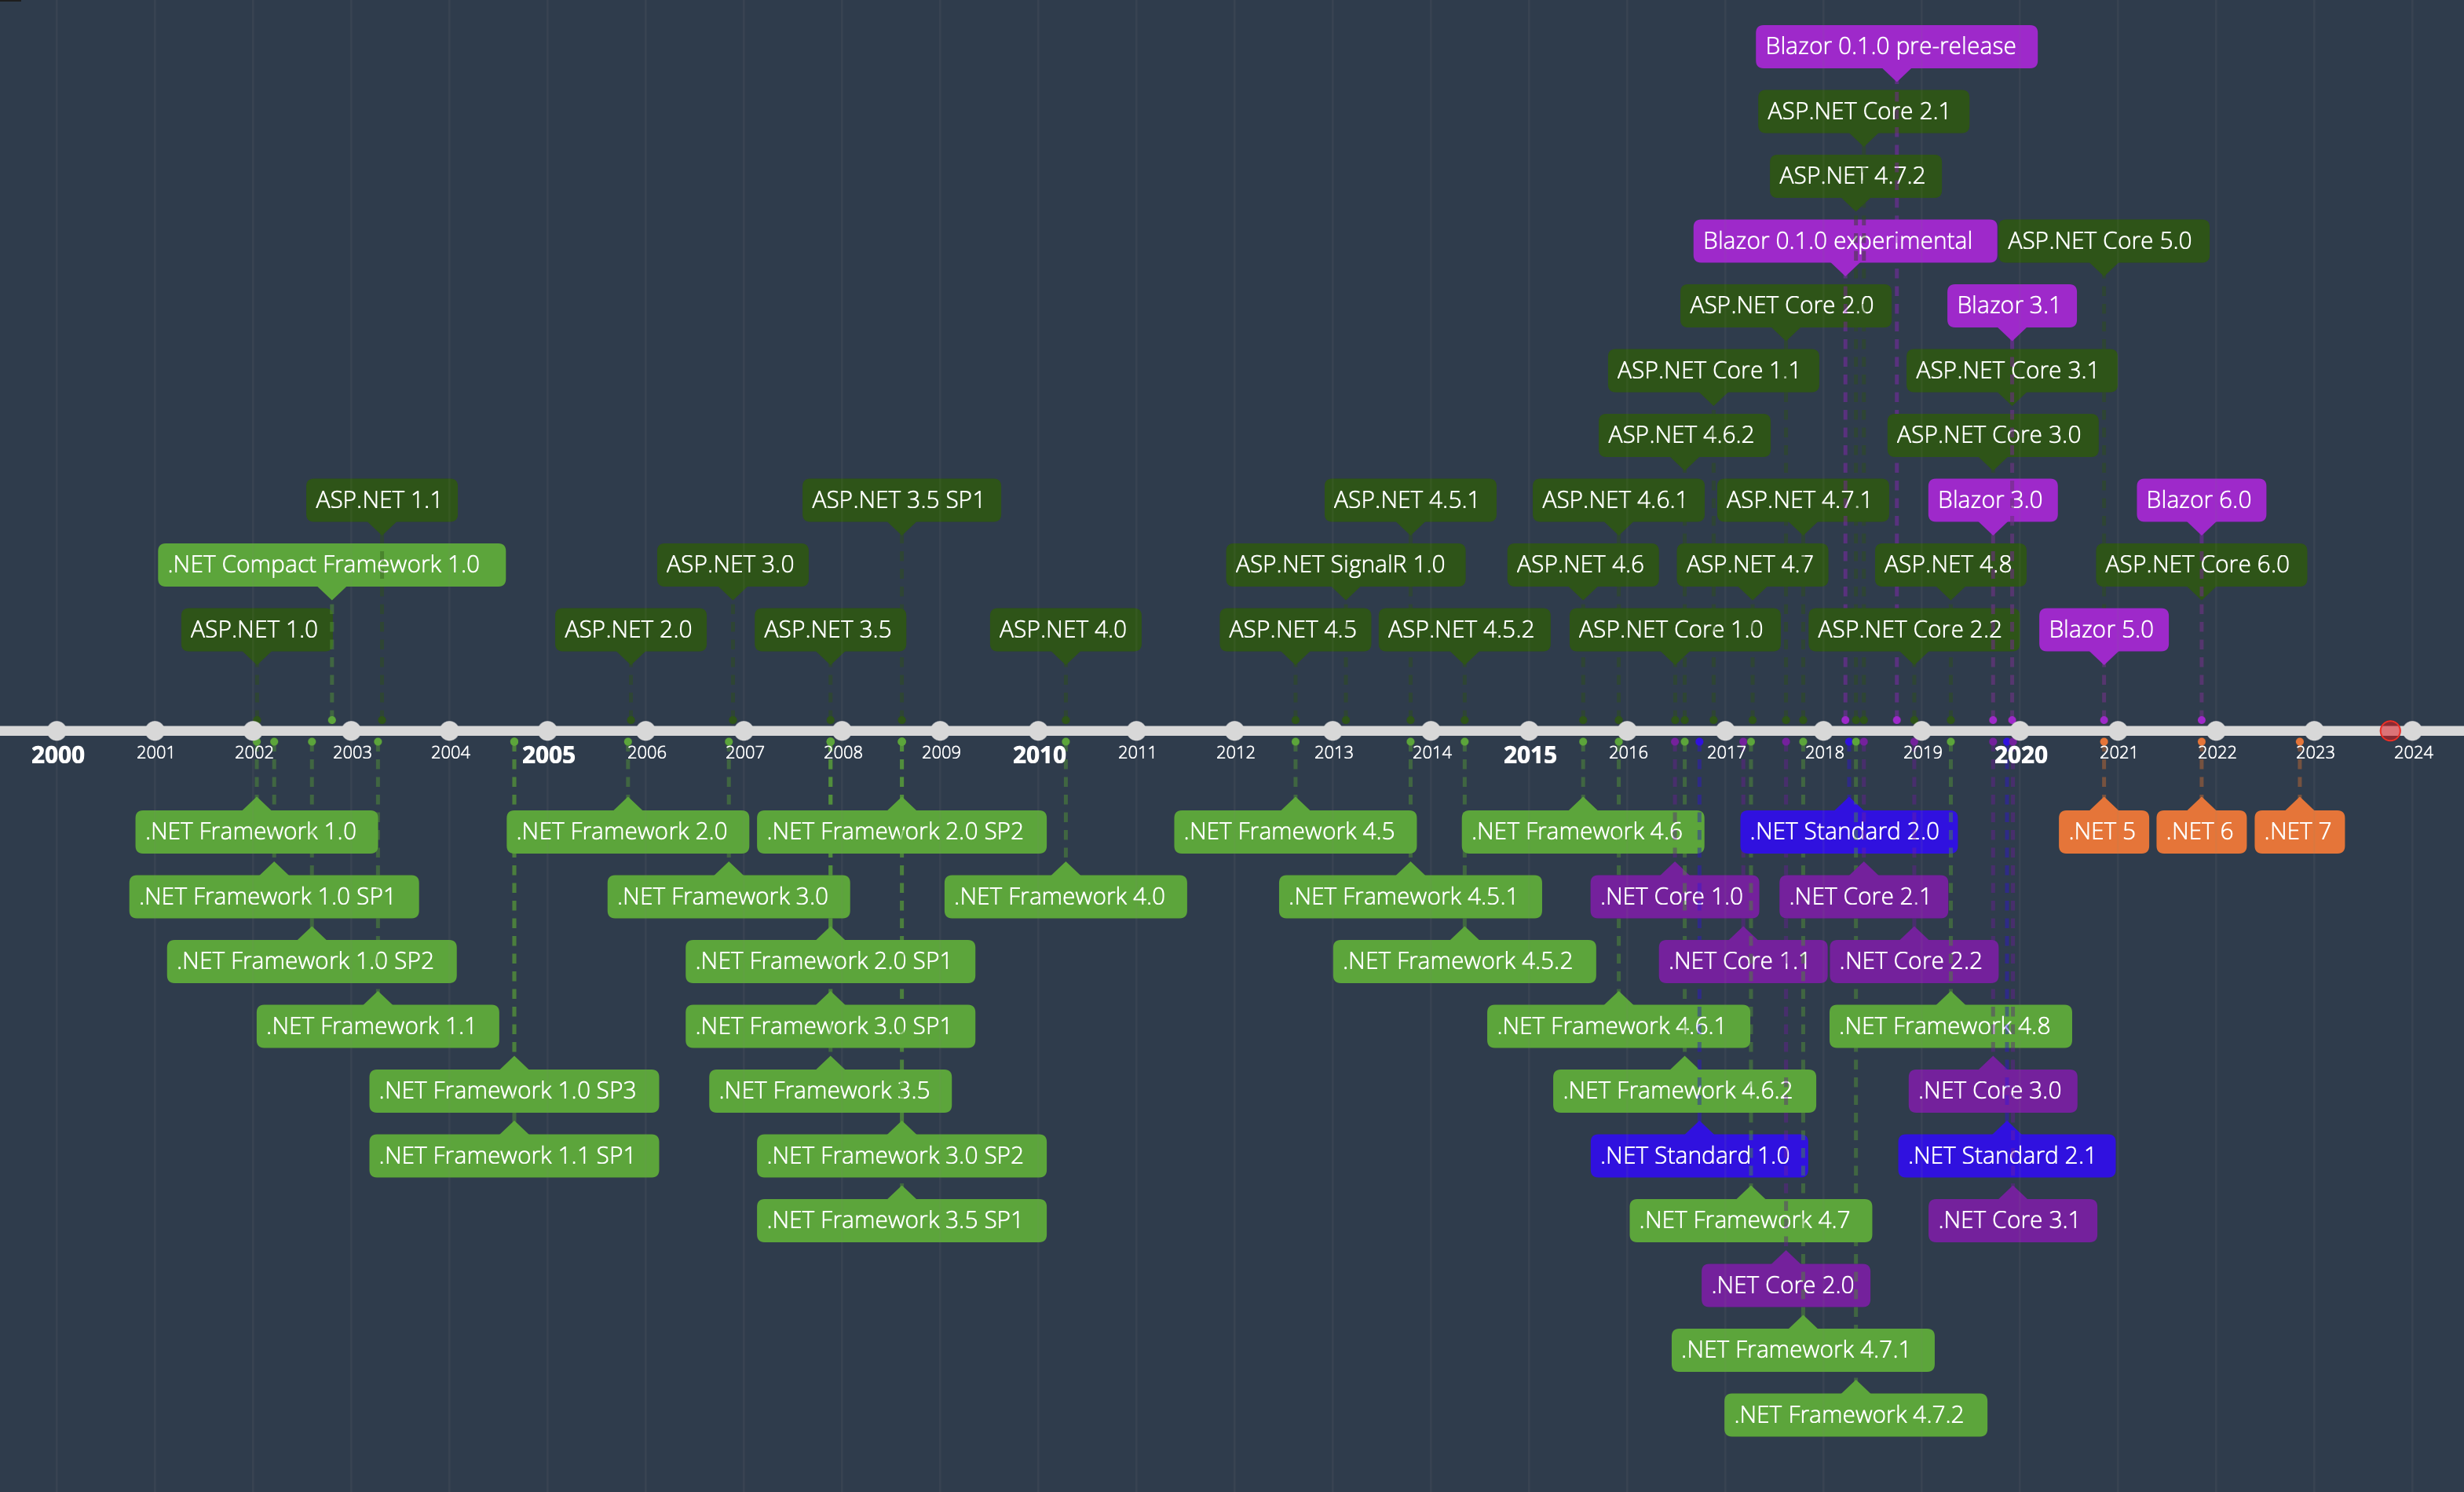 Blazor 0.1.0 pre-release
ASP.NET Core 2.1
ASP.NET 4.7.2
Blazor 0.1.0 experimental
ASP.NET Core 5.0
ASP.NET Core 2.0
Blazor 3.1
ASP.NET Core 1.1
ASP.NET Core 3.1
ASP.NET 4.6.2
ASP.NET Core 3.0
ASP.NET 1.1
ASP.NET 3.5 SP1
ASP.NET 4.5.1
ASP.NET 4.6.1
ASP.NET 4.7.1
Blazor 3.0
Blazor 6.0
.NET Compact Framework 1.0
ASP.NET 3.0
ASP.NET SignalR 1.0
ASP.NET 4.6
ASP.NET 4.7
ASP.NET 4.8
ASP.NET Core 6.0
ASP.NET 1.0
ASP.NET 2.0
ASP.NET 3.5
ASP.NET 4.0
ASP.NET 4.5
ASP.NET 4.5.2
ASP.NET Core 1.0
ASP.NET Core 2.2
Blazor 5.0
2000
2001
2002
2003
2004
2005
2006
2007
2008
2009
2010
2011
2012
2013
2014
2015
2016
2017
2018
2019
2020
2021
2022
2023
2024
.NET Framework 1.0
.NET Framework 2.0
.NET Framework 2.0 SP2
.NET Framework 4.5
.NET Framework 4.6
.NET Standard 2.0
.NET 5
.NET 6
.NET 7
.NET Framework 1.0 SP1
.NET Framework 3.0
.NET Framework 4.0
.NET Framework 4.5.1
.NET Core 1.0
.NET Core 2.1
.NET Framework 1.0 SP2
.NET Framework 2.0 SP1
.NET Framework 4.5.2
.NET Core 1.1
.NET Core 2.2
.NET Framework 1.1
.NET Framework 3.0 SP1
.NET Framework 4.6.1
.NET Framework 4.8
.NET Framework 1.0 SP3
.NET Framework 3.5
.NET Framework 4.6.2
.NET Core 3.0
.NET Framework 1.1 SP1
.NET Framework 3.0 SP2
.NET Standard 1.0
.NET Standard 2.1
.NET Framework 3.5 SP1
.NET Framework 4.7
.NET Core 3.1
.NET Core 2.0
.NET Framework 4.7.1
.NET Framework 4.7.2